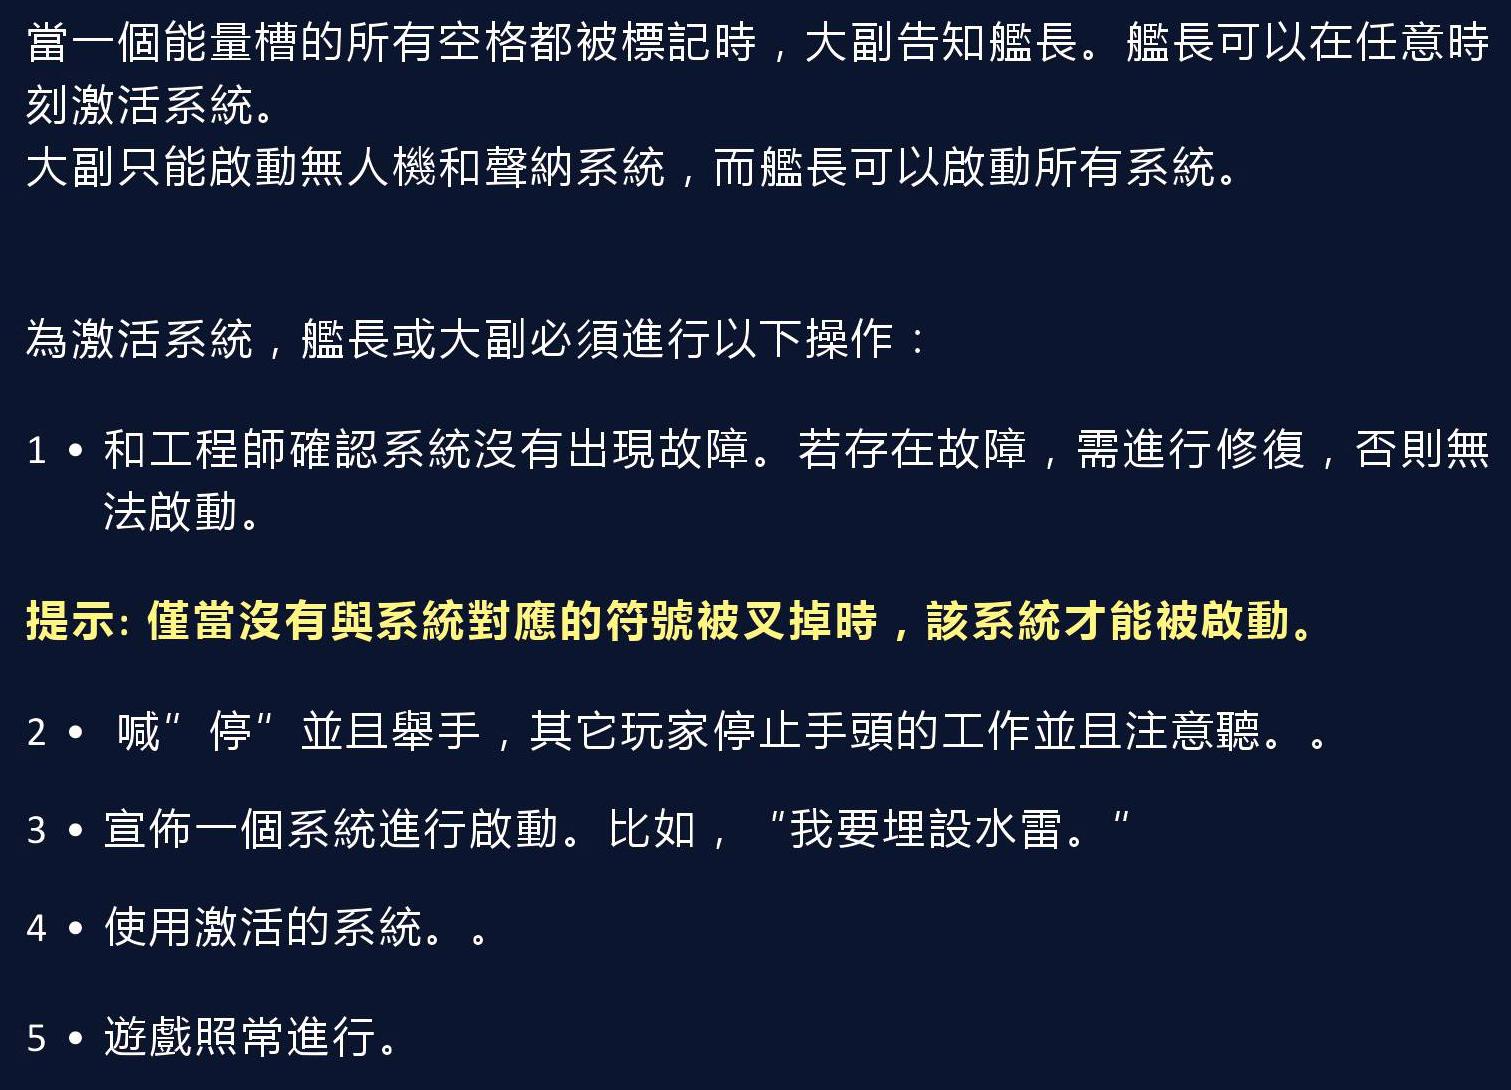 當一個能量槽的所有空格都被標記時，大副告知艦長。艦長可以在任意時
刻激活系統。
大副只能啟動無人機和聲納系統，而艦長可以啟動所有系統。
為激活系統，艦長或大副必須進行以下操作：
1 • 和工程師確認系統沒有出現故障。若存在故障，需進行修復，否則無
法啟動。
提示: 僅當沒有與系統對應的符號被叉掉時，該系統才能被啟動。
2 • 喊”停”並且舉手，其它玩家停止手頭的工作並且注意聽。。
3 • 宣佈一個系統進行啟動。比如，“我要埋設水雷。”
4 • 使用激活的系統。。
5 • 遊戲照常進行。